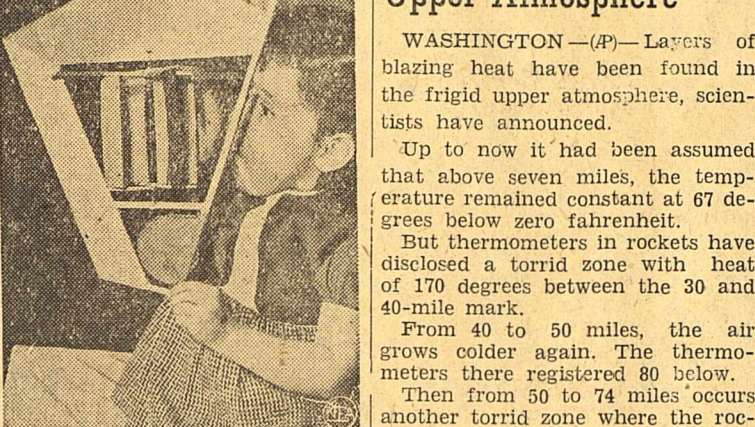 Upper Atmosphere
WASHINGTON —(AP)— Layers of
blazing heat have been found in
the frigid upper atmosphere, scien-
tists have announced.
Up to now it had been assumed
that above seven miles, the temp-
erature remained constant at 67 de-
grees below zero fahrenheit.
But thermometers in rockets have
disclosed a torrid zone with heat
of 170 degrees between the 30 and
40-mile mark.
From 40 to 50 miles, the air
grows colder again. The thermo-
meters there registered 80 below.
Then from 50 to 74 miles occurs
another torrid zone where the roc-
NEA